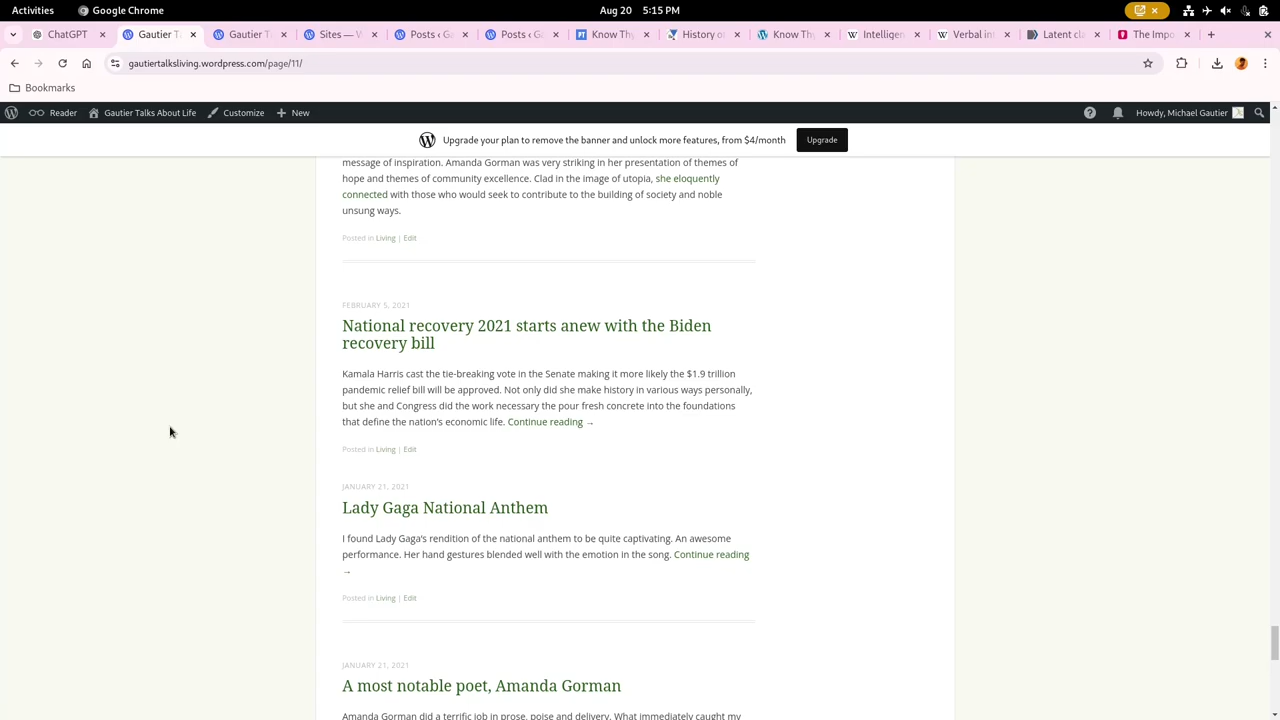 Activities
Google Chrome
Aug 20 5:15 PM
ChatGPT
Gautier T
Gautier T
Sites — W
Posts ‹ Ga
Posts ‹ Ga
Know Thy
History of
Know Thy
Intelligen
Verbal int
Latent cla
The Impo
gautiertalksliving.wordpress.com/page/11/
Bookmarks
Reader
Gautier Talks About Life
Customize
New
Howdy, Michael Gautier
Upgrade your plan to remove the banner and unlock more features, from $4/month
Upgrade
message of inspiration. Amanda Gorman was very striking in her presentation of themes of
hope and themes of community excellence. Clad in the image of utopia, she eloquently
connected with those who would seek to contribute to the building of society and noble
unsung ways.
Posted in Living | Edit
FEBRUARY 5, 2021
National recovery 2021 starts anew with the Biden
recovery bill
Kamala Harris cast the tie-breaking vote in the Senate making it more likely the $1.9 trillion
pandemic relief bill will be approved. Not only did she make history in various ways personally,
but she and Congress did the work necessary the pour fresh concrete into the foundations
that define the nation's economic life. Continue reading →
Posted in Living | Edit
JANUARY 21, 2021
Lady Gaga National Anthem
I found Lady Gaga's rendition of the national anthem to be quite captivating. An awesome
performance. Her hand gestures blended well with the emotion in the song. Continue reading
→
Posted in Living | Edit
JANUARY 21, 2021
A most notable poet, Amanda Gorman
Amanda Gorman did a terrific job in prose, poise and delivery. What immediately caught my